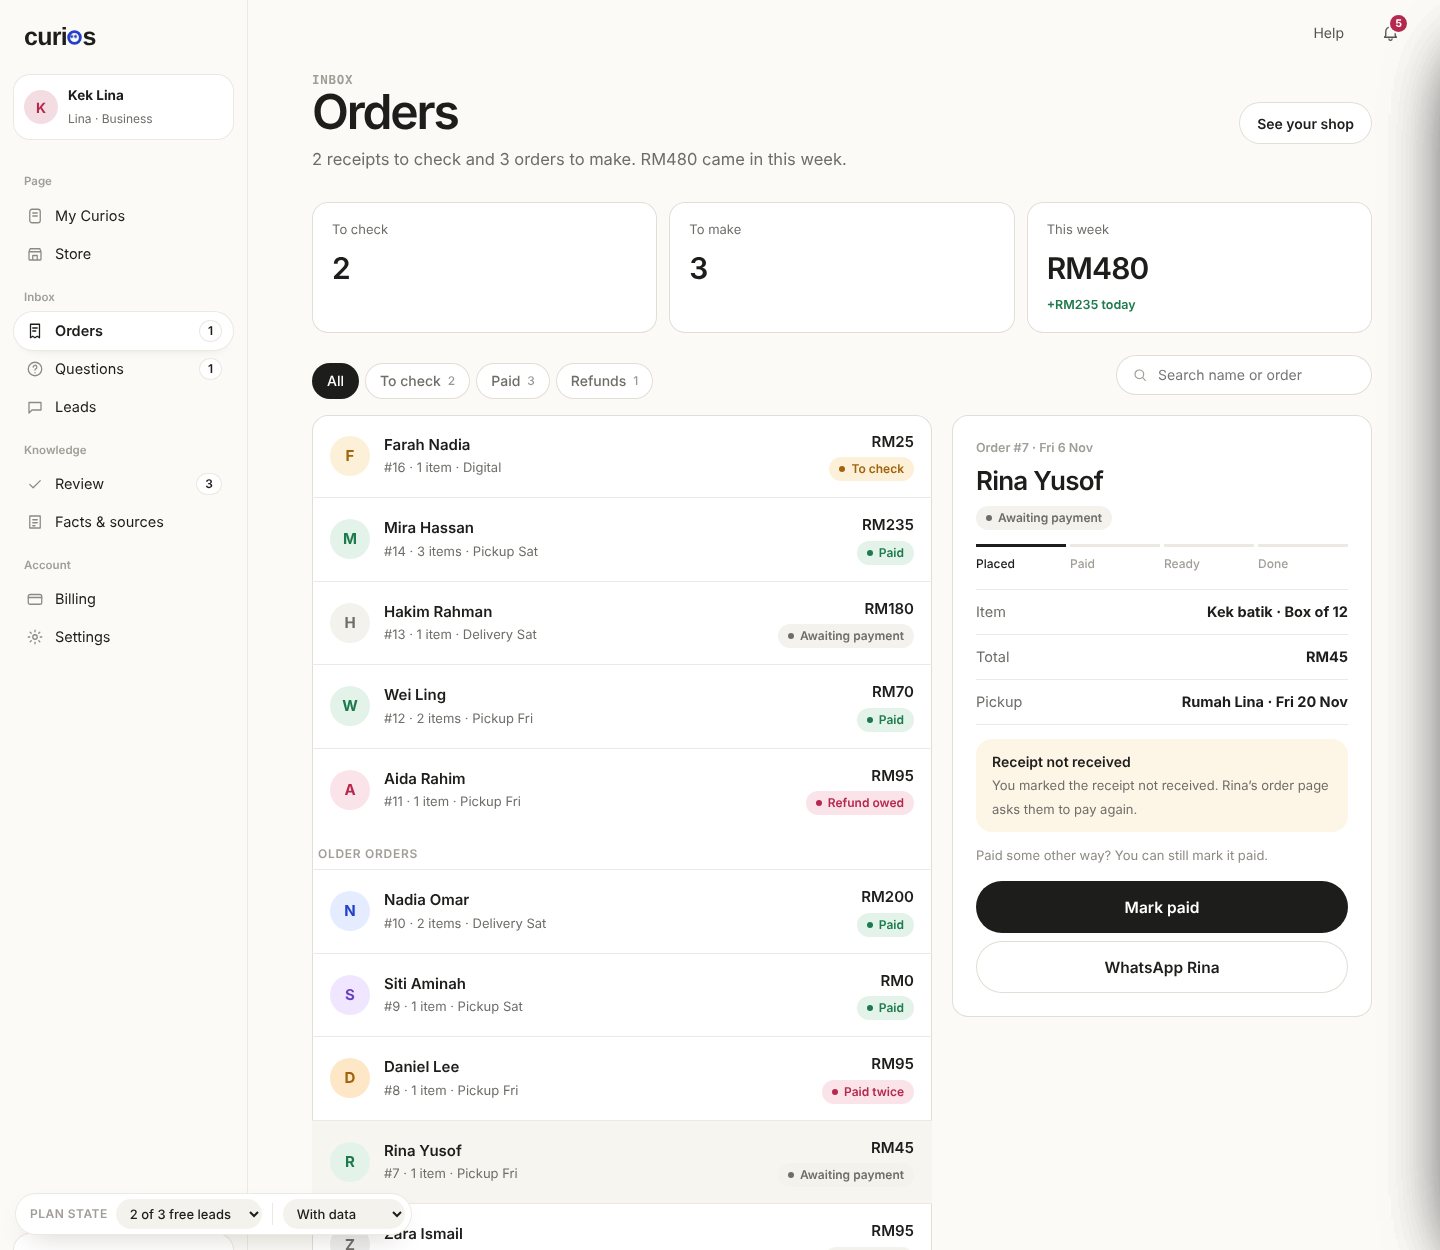 curios
K
Kek Lina
Lina · Business
Page
My Curios
Store
Inbox
Orders 1
Questions 1
Leads
Knowledge
Review 3
Facts & sources
Account
Billing
Settings
Help
5
INBOX
Orders
See your shop
2 receipts to check and 3 orders to make. RM480 came in this week.
To check
2
To make
3
This week
RM480
+RM235 today
All
To check 2
Paid 3
Refunds 1
Search name or order
F
Farah Nadia
#16 · 1 item · Digital
RM25
To check
M
Mira Hassan
#14 · 3 items · Pickup Sat
RM235
Paid
H
Hakim Rahman
#13 · 1 item · Delivery Sat
RM180
Awaiting payment
W
Wei Ling
#12 · 2 items · Pickup Fri
RM70
Paid
A
Aida Rahim
#11 · 1 item · Pickup Fri
RM95
Refund owed
OLDER ORDERS
N
Nadia Omar
#10 · 2 items · Delivery Sat
RM200
Paid
S
Siti Aminah
#9 · 1 item · Pickup Sat
RM0
Paid
D
Daniel Lee
#8 · 1 item · Pickup Fri
RM95
Paid twice
R
Rina Yusof
#7 · 1 item · Pickup Fri
RM45
Awaiting payment
Z
Zara Ismail
RM95
Order #7 · Fri 6 Nov
Rina Yusof
Awaiting payment
Placed Paid Ready Done
Item Kek batik · Box of 12
Total RM45
Pickup Rumah Lina · Fri 20 Nov
Receipt not received
You marked the receipt not received. Rina’s order page
asks them to pay again.
Paid some other way? You can still mark it paid.
Mark paid
WhatsApp Rina
PLAN STATE 2 of 3 free leads With data